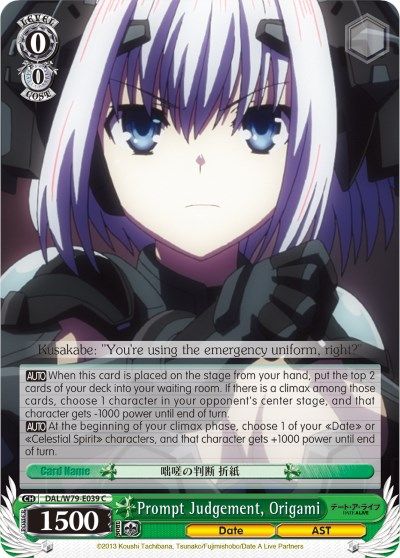 LEVEL
0
0
COST
Kusakabe: "You're using the emergency uniform, right?"
AUTO When this card is placed on the stage from your hand, put the top 2
cards of your deck into your waiting room. If there is a climax among those
cards, choose 1 character in your opponent's center stage, and that
character gets -1000 power until end of turn.
AUTO At the beginning of your climax phase, choose 1 of your «Date» or
«Celestial Spirit» characters, and that character gets +1000 power until end
of turn.
Card Name
咄嗟の判断 折紙
CH DAL/W79-E039 C
POWER
1500
Prompt Judgement, Origami
デート・ア・ライブ
DATE A LIVE
Date
AST
©2013 Koushi Tachibana, Tsunako/Fujimishobo/Date A Live Partners